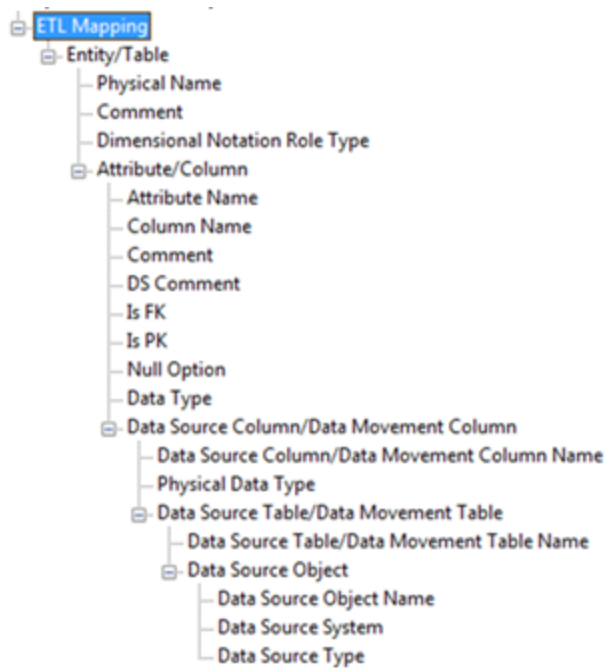 ETL Mapping
Entity/Table
Physical Name
Comment
Dimensional Notation Role Type
Attribute/Column
Attribute Name
Column Name
Comment
DS Comment
Is FK
Is PK
Null Option
Data Type
Data Source Column/Data Movement Column
Data Source Column/Data Movement Column Name
Physical Data Type
Data Source Table/Data Movement Table
Data Source Table/Data Movement Table Name
Data Source Object
Data Source Object Name
Data Source System
Data Source Type